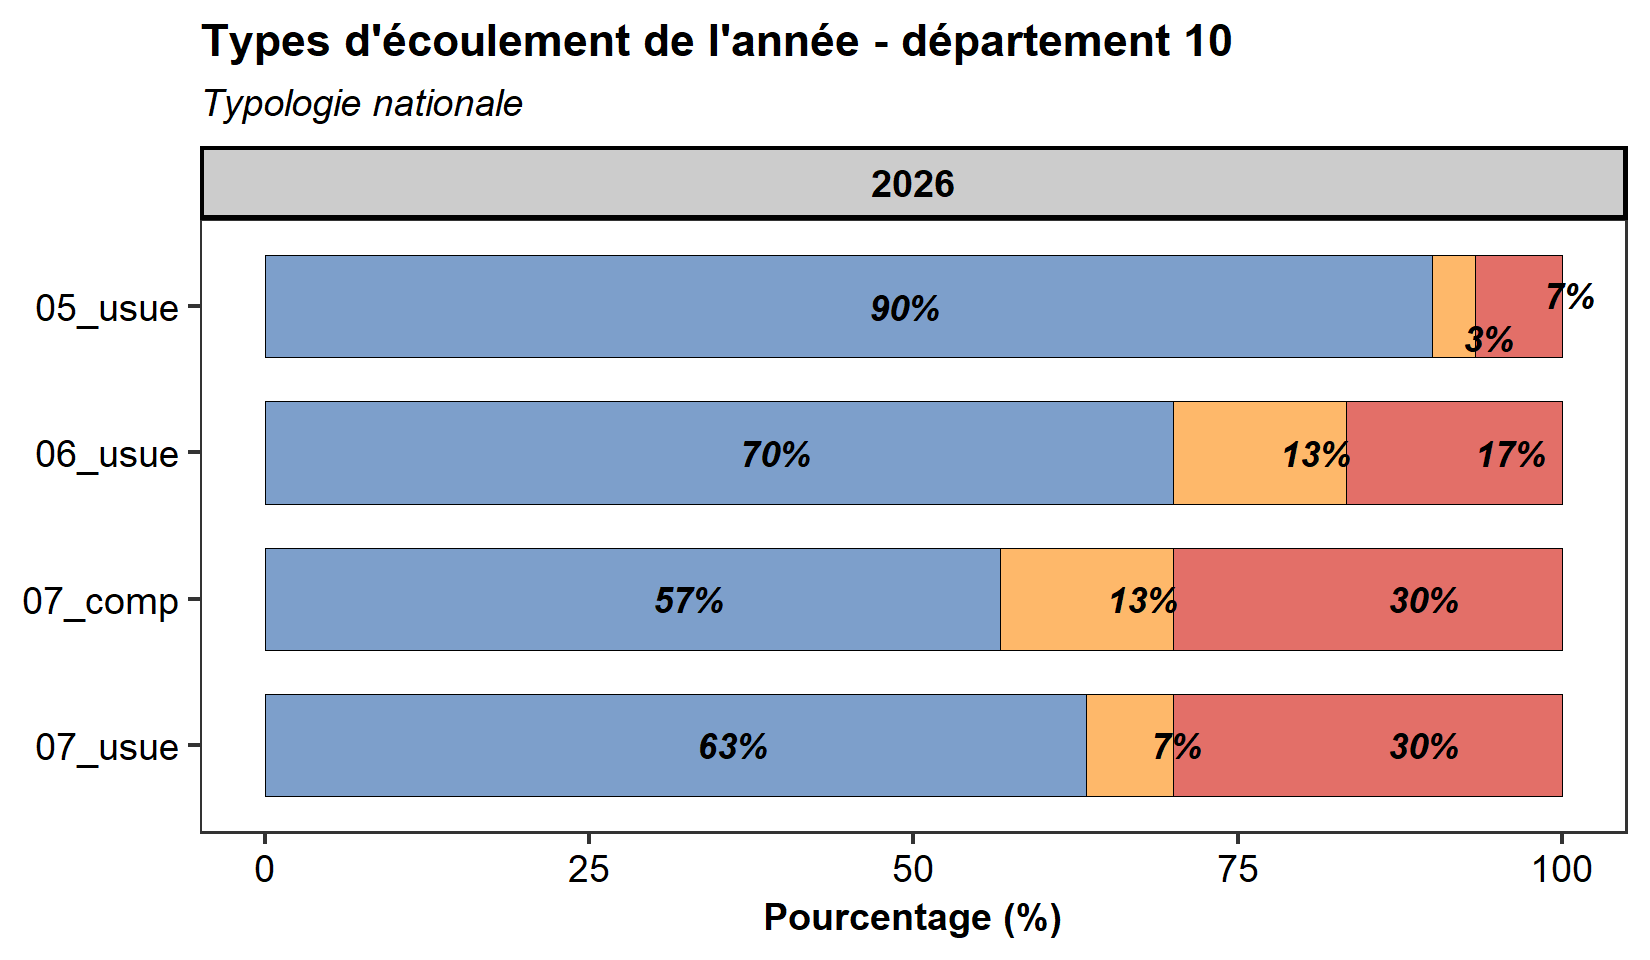 Types d'écoulement de l'année - département 10
Typologie nationale
2026
05_usue 90% 3% 7%
06_usue 70% 13% 17%
07_comp 57% 13% 30%
07_usue 63% 7% 30%
0 25 50 75 100
Pourcentage (%)